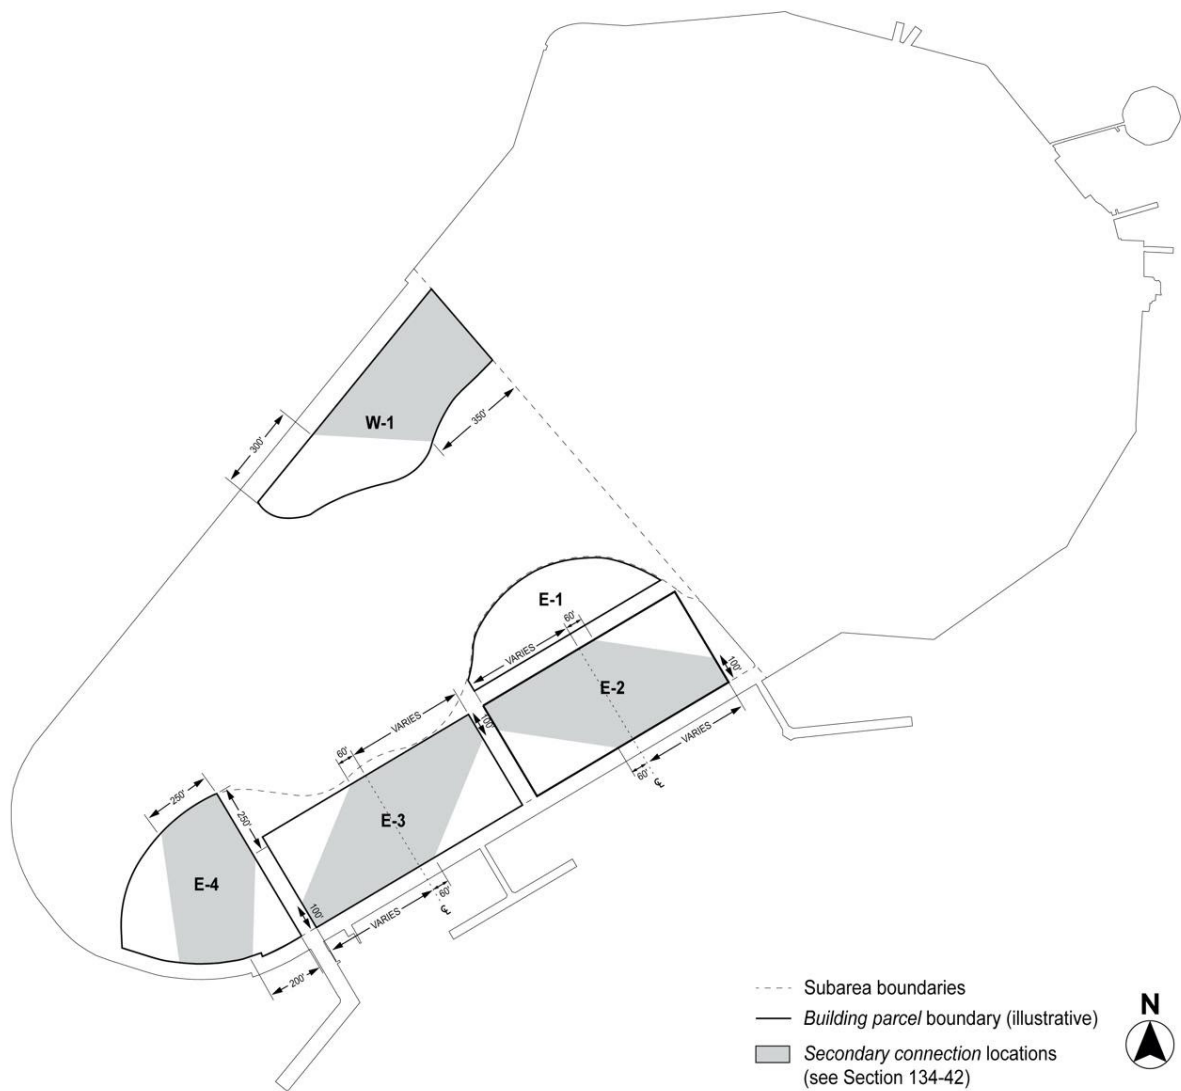 W-1
300'
350'
E-1
60'
VARIES
100'
E-2
VARIES
100'
VARIES
60'
60'
℄
250'
250'
E-3
E-4
60'
℄
100'
VARIES
200'
Subarea boundaries
Building parcel boundary (illustrative)
Secondary connection locations
(see Section 134-42)
N